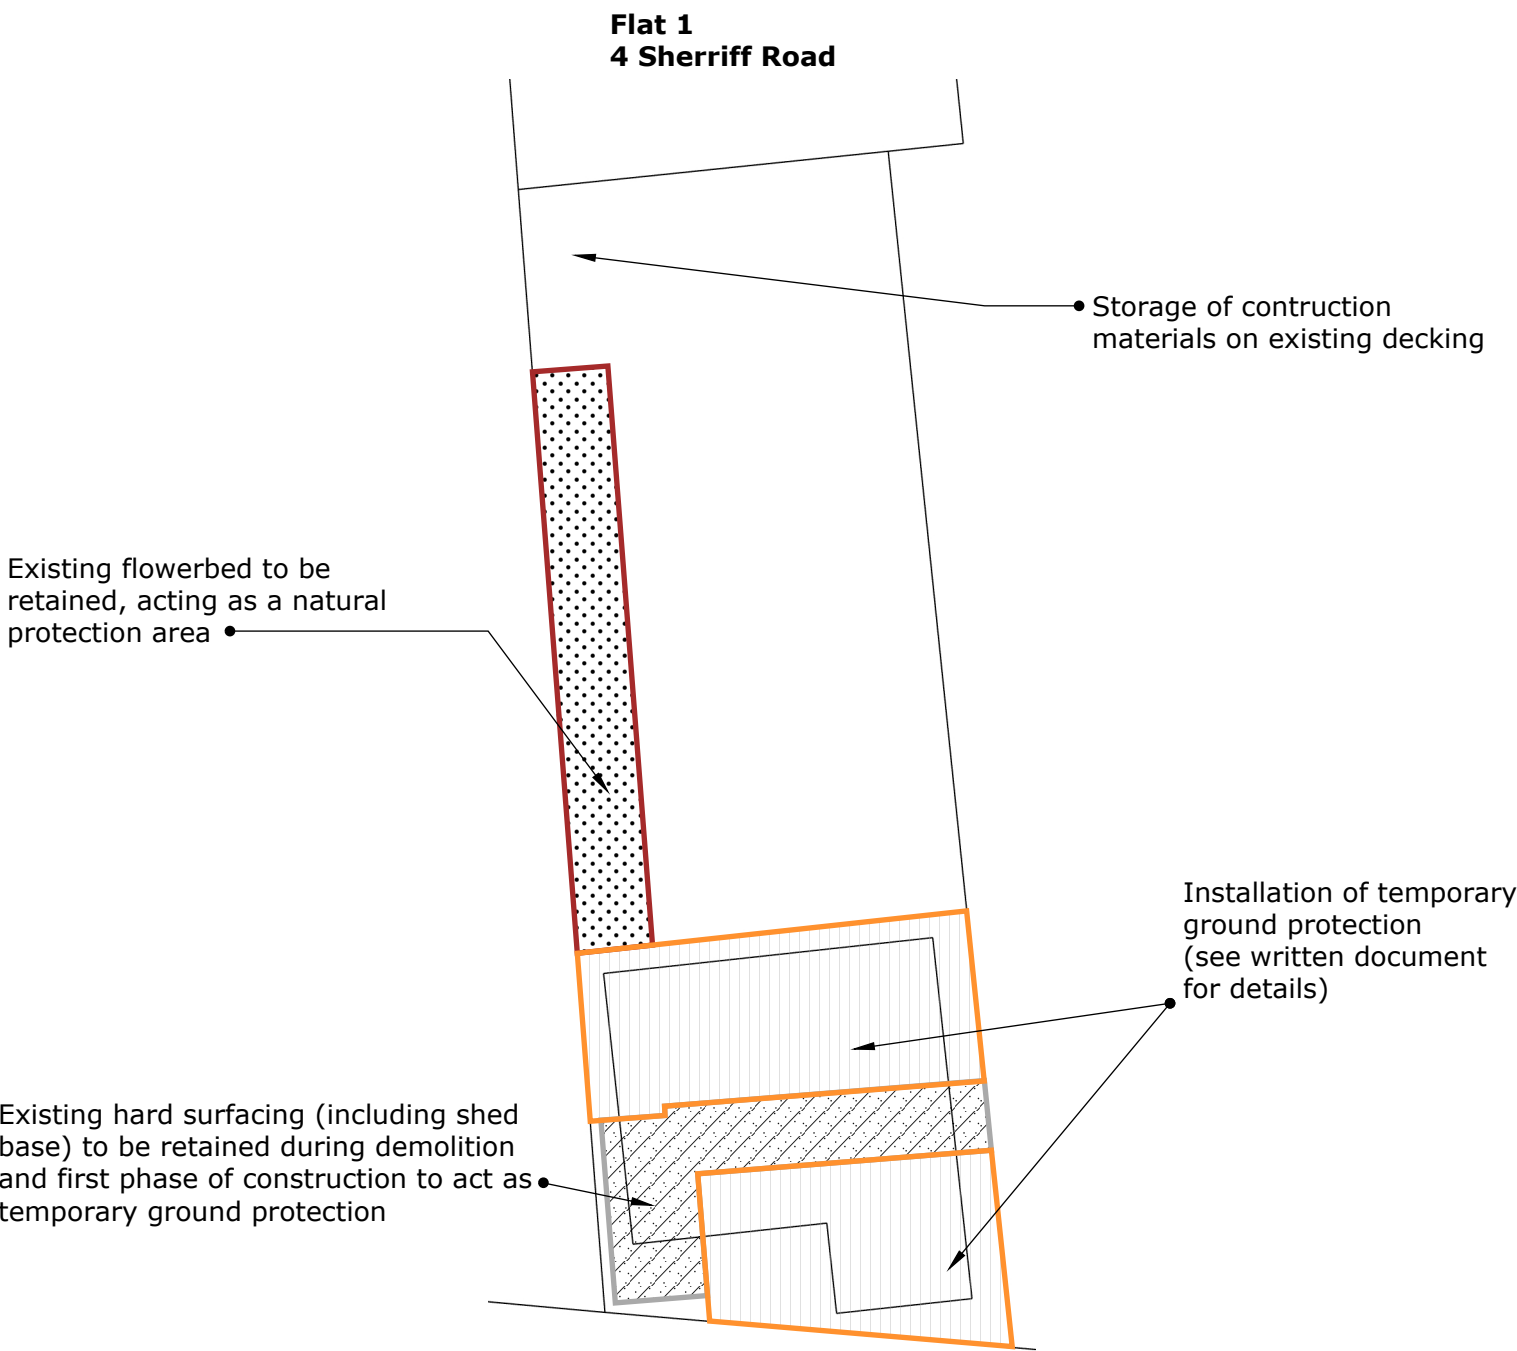 Flat 1
4 Sherriff Road
Storage of contruction
materials on existing decking
Existing flowerbed to be
retained, acting as a natural
protection area
Installation of temporary
ground protection
(see written document
for details)
Existing hard surfacing (including shed
base) to be retained during demolition
and first phase of construction to act as
temporary ground protection